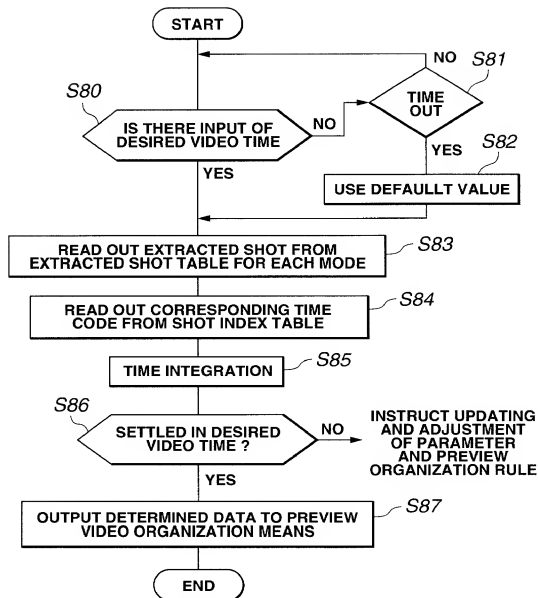 START
NO
S81
S80
TIME
OUT
IS THERE INPUT OF
DESIRED VIDEO TIME
NO
YES
S82
YES
USE DEFAULLT VALUE
READ OUT EXTRACTED SHOT FROM
EXTRACTED SHOT TABLE FOR EACH MODE
S83
READ OUT CORRESPONDING TIME
CODE FROM SHOT INDEX TABLE
S84
TIME INTEGRATION
S85
S86
SETTLED IN DESIRED
VIDEO TIME ?
NO
INSTRUCT UPDATING
AND ADJUSTMENT
OF PARAMETER
AND PREVIEW
ORGANIZATION RULE
YES
OUTPUT DETERMINED DATA TO PREVIEW
VIDEO ORGANIZATION MEANS
S87
END